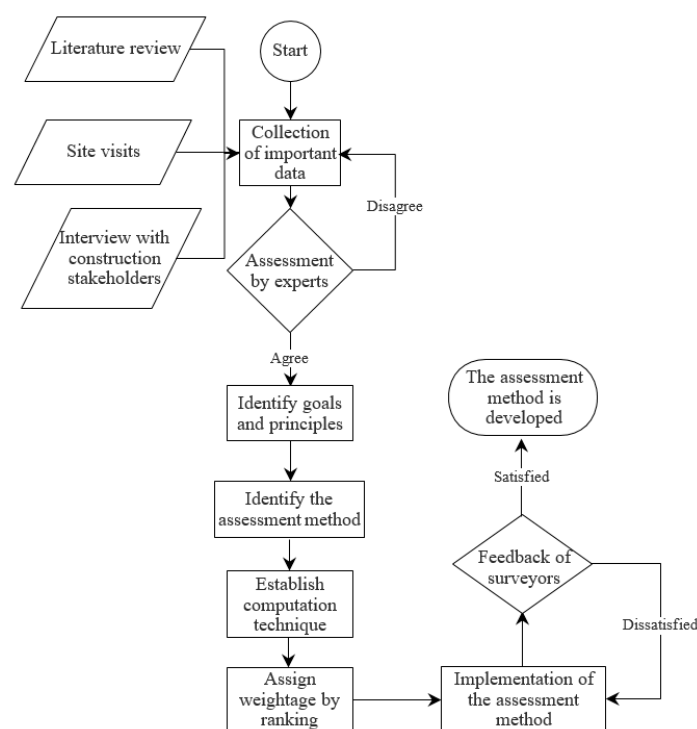 Literature review
Start
Collection
of important
data
Site visits
Disagree
Interview with
construction
stakeholders
Assessment
by experts
Agree
Identify goals
and principles
The assessment
method is
developed
Satisfied
Identify the
assessment method
Feedback of
surveyors
Establish
computation
technique
Dissatisfied
Assign
weightage by
ranking
Implementation of
the assessment
method